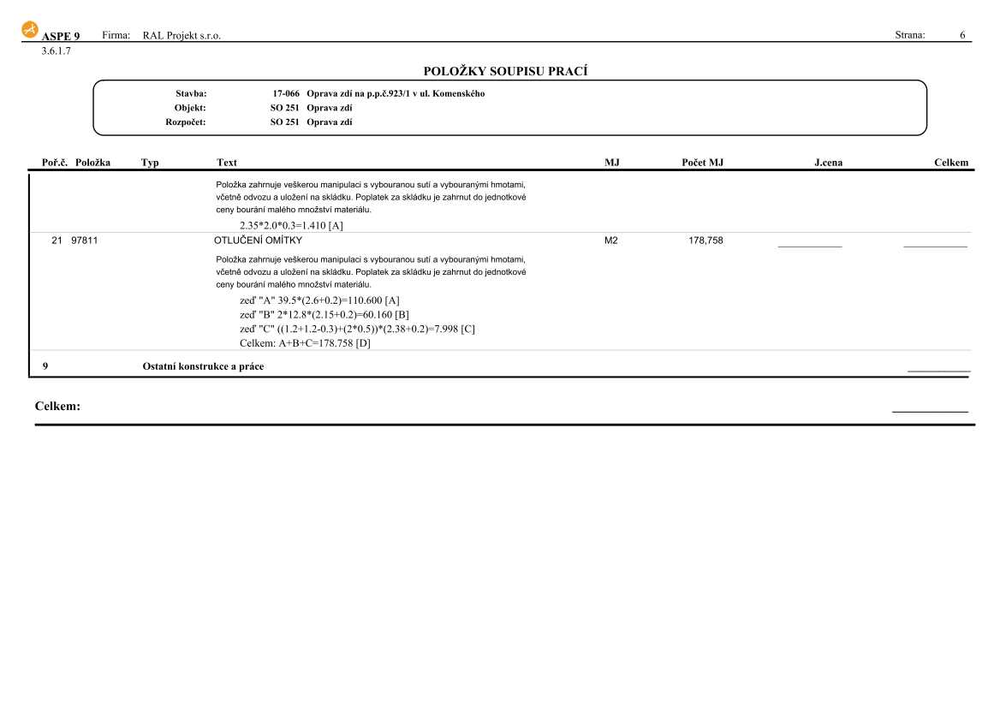 ASPE 9 Firma: RAL Projekt s.r.o. Strana: 6
3.6.1.7
POLOŽKY SOUPISU PRACÍ
Stavba: 17-066 Oprava zdí na p.p.č.923/1 v ul. Komenského
Objekt: SO 251 Oprava zdí
Rozpočet: SO 251 Oprava zdí
Poř.č. Položka Typ Text MJ Počet MJ J.cena Celkem
Položka zahrnuje veškerou manipulaci s vybouranou sutí a vybouranými hmotami,
včetně odvozu a uložení na skládku. Poplatek za skládku je zahrnut do jednotkové
ceny bourání malého množství materiálu.
2.35*2.0*0.3=1.410 [A]
21 97811 OTLUČENÍ OMÍTKY M2 178,758
Položka zahrnuje veškerou manipulaci s vybouranou sutí a vybouranými hmotami,
včetně odvozu a uložení na skládku. Poplatek za skládku je zahrnut do jednotkové
ceny bourání malého množství materiálu.
zeď "A" 39.5*(2.6+0.2)=110.600 [A]
zeď "B" 2*12.8*(2.15+0.2)=60.160 [B]
zeď "C" ((1.2+1.2-0.3)+(2*0.5))*(2.38+0.2)=7.998 [C]
Celkem: A+B+C=178.758 [D]
9 Ostatní konstrukce a práce
Celkem: